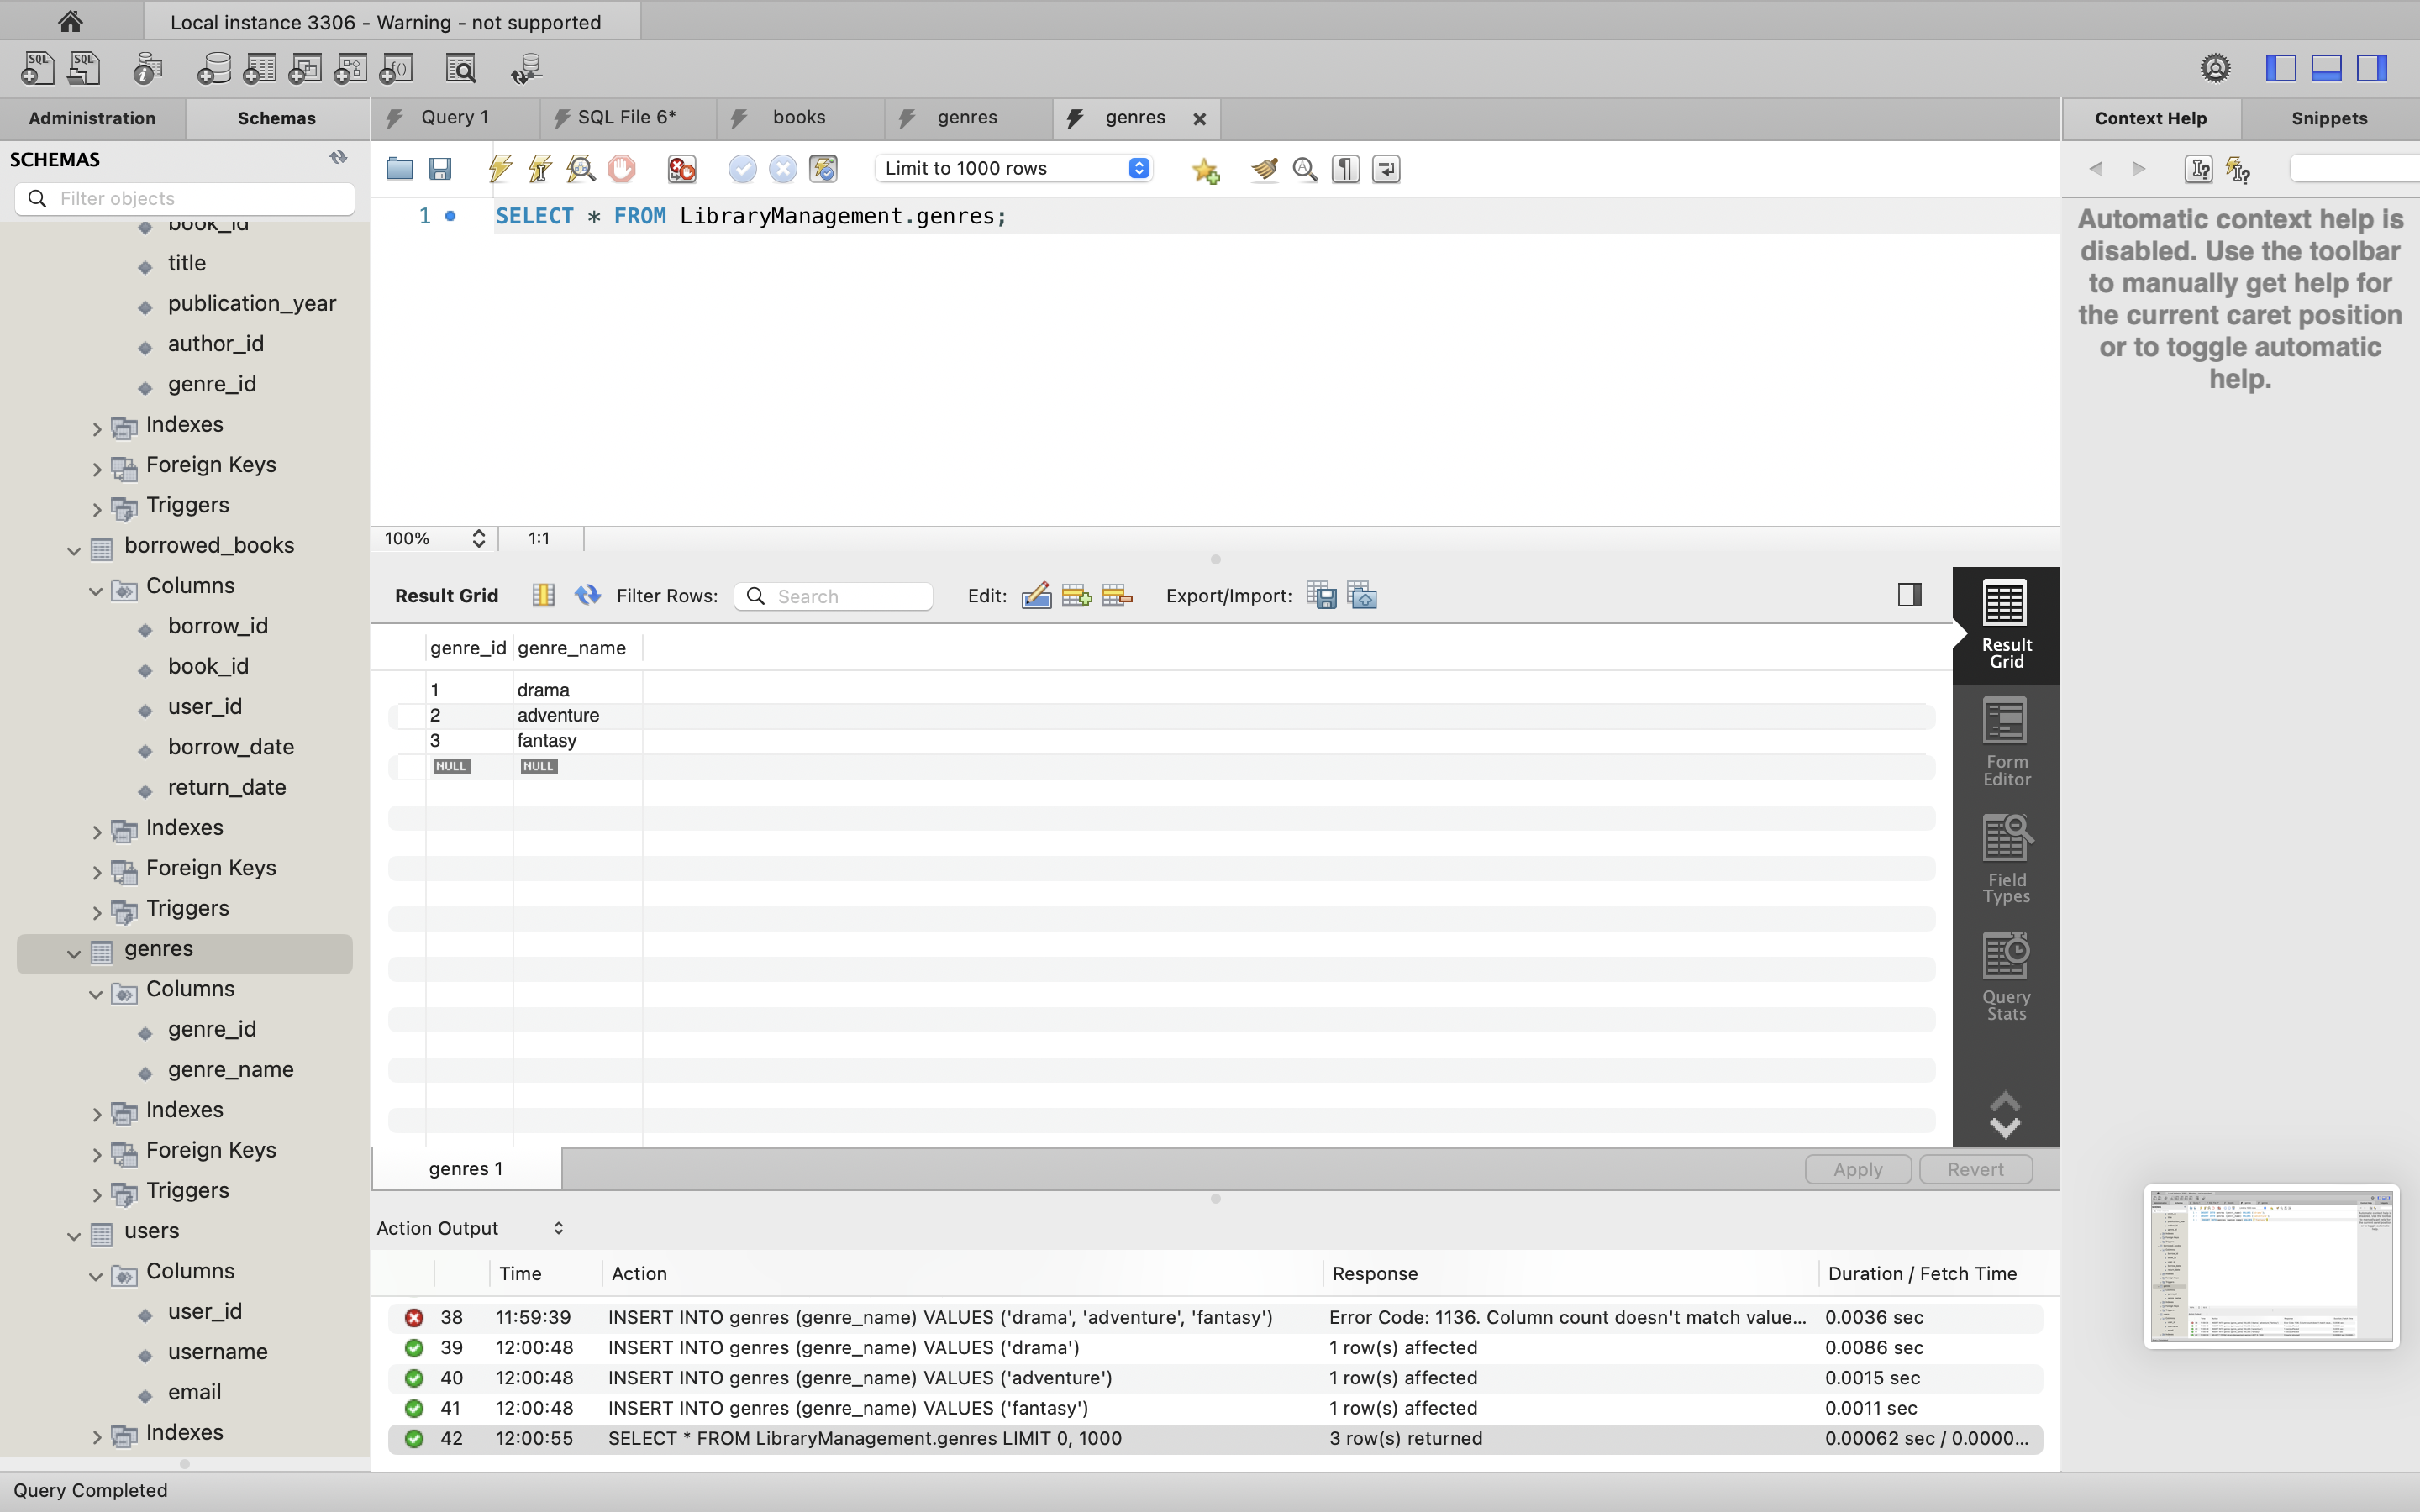 Local instance 3306 - Warning - not supported
Administration
Schemas
Query 1
SQL File 6*
books
genres
genres
Context Help
Snippets
SCHEMAS
Filter objects
Limit to 1000 rows
1
SELECT * FROM LibraryManagement.genres;
Automatic context help is
disabled. Use the toolbar
to manually get help for
the current caret position
or to toggle automatic
help.
book_id
title
publication_year
author_id
genre_id
Indexes
Foreign Keys
Triggers
borrowed_books
Columns
borrow_id
book_id
user_id
borrow_date
return_date
Indexes
Foreign Keys
Triggers
genres
Columns
genre_id
genre_name
Indexes
Foreign Keys
Triggers
users
Columns
user_id
username
email
Indexes
100%
1:1
Result Grid
Filter Rows:
Search
Edit:
Export/Import:
genre_id genre_name
1 drama
2 adventure
3 fantasy
NULL NULL
Result
Grid
Form
Editor
Field
Types
Query
Stats
genres 1
Apply
Revert
Action Output
Time Action Response Duration / Fetch Time
38 11:59:39 INSERT INTO genres (genre_name) VALUES ('drama', 'adventure', 'fantasy') Error Code: 1136. Column count doesn't match value... 0.0036 sec
39 12:00:48 INSERT INTO genres (genre_name) VALUES ('drama') 1 row(s) affected 0.0086 sec
40 12:00:48 INSERT INTO genres (genre_name) VALUES ('adventure') 1 row(s) affected 0.0015 sec
41 12:00:48 INSERT INTO genres (genre_name) VALUES ('fantasy') 1 row(s) affected 0.0011 sec
42 12:00:55 SELECT * FROM LibraryManagement.genres LIMIT 0, 1000 3 row(s) returned 0.00062 sec / 0.0000...
Query Completed